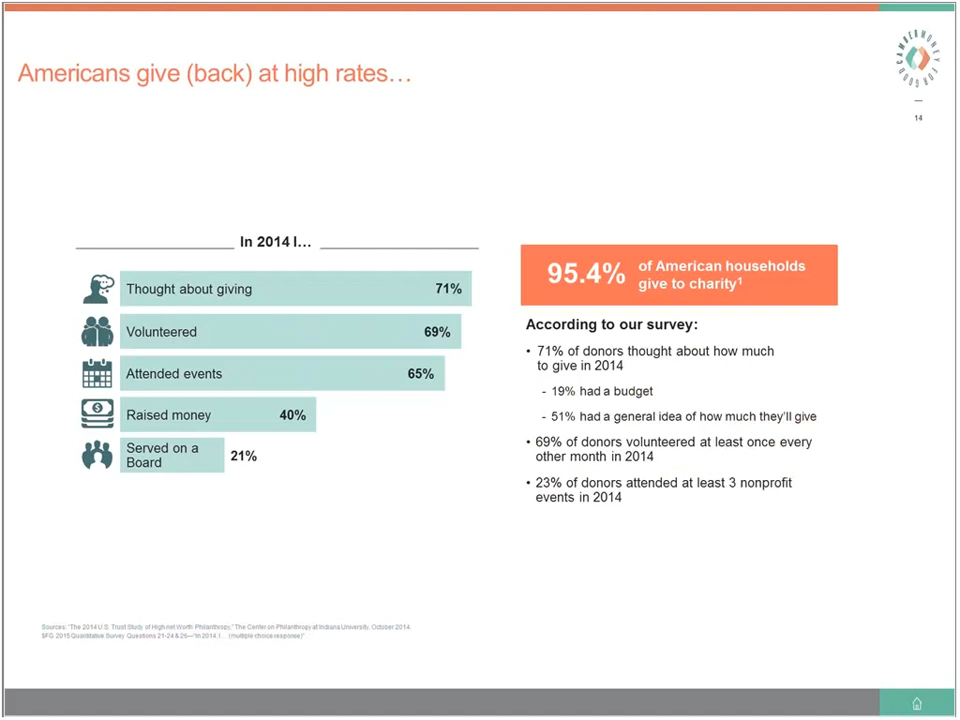 Americans give (back) at high rates…
CAMBER MONEY FOR GOOD
—
14
In 2014 I…
Thought about giving 71%
Volunteered 69%
Attended events 65%
Raised money 40%
Served on a
Board
21%
95.4%
of American households
give to charity1
According to our survey:
• 71% of donors thought about how much
to give in 2014
- 19% had a budget
- 51% had a general idea of how much they'll give
• 69% of donors volunteered at least once every
other month in 2014
• 23% of donors attended at least 3 nonprofit
events in 2014
Sources: "The 2014 U.S. Trust Study of High net Worth Philanthropy," The Center on Philanthropy at Indiana University, October 2014.
SFG 2015 Quantitative Survey Questions 21-24 & 26—"In 2014, I… (multiple choice response)"